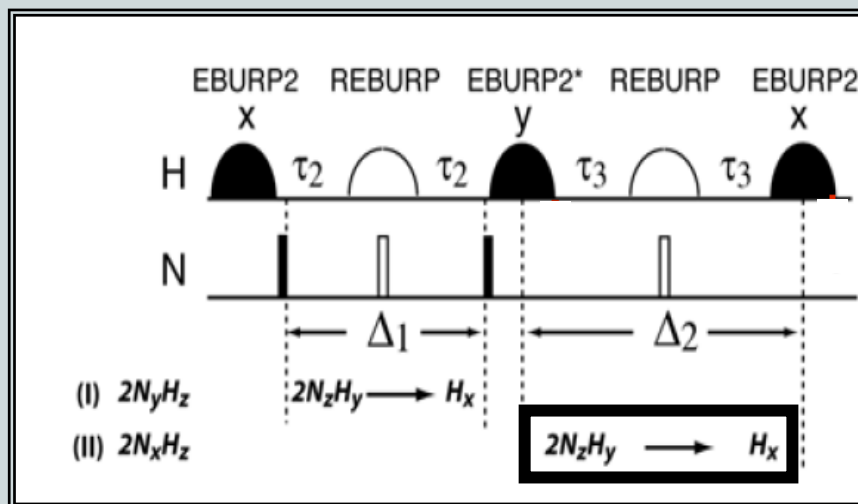 EBURP2 REBURP EBURP2* REBURP EBURP2
x y x
H τ2 τ2 τ3 τ3
N
Δ1 Δ2
(I) 2NyHz 2NzHy → Hx
(II) 2NxHz 2NzHy → Hx